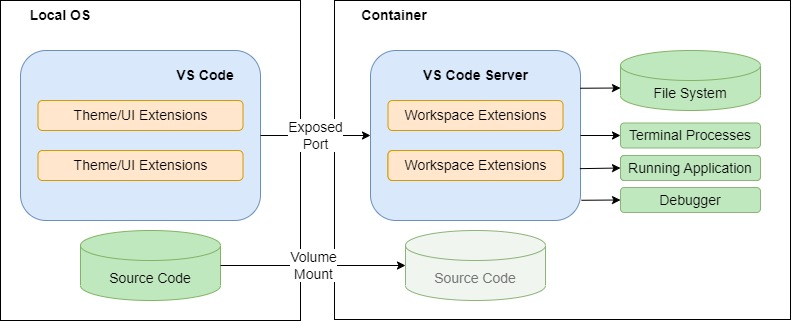 Local OS
Container
VS Code
VS Code Server
Theme/UI Extensions
Theme/UI Extensions
Exposed
Port
Workspace Extensions
Workspace Extensions
File System
Terminal Processes
Running Application
Debugger
Source Code
Volume
Mount
Source Code